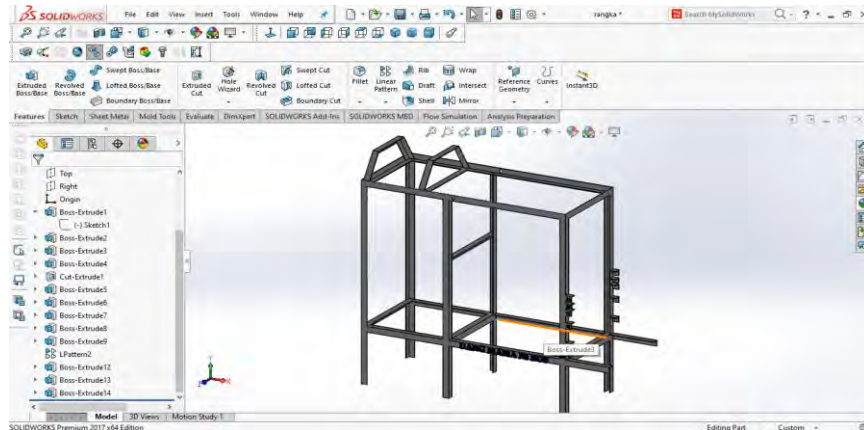 SOLIDWORKS File Edit View Insert Tools Window Help rangka * Search MySolidWorks
Extruded Boss/Base
Revolved Boss/Base
Swept Boss/Base
Lofted Boss/Base
Boundary Boss/Base
Extruded Cut
Hole Wizard
Revolved Cut
Swept Cut
Lofted Cut
Boundary Cut
Fillet
Linear Pattern
Rib
Draft
Shell
Wrap
Intersect
Mirror
Reference Geometry
Curves
Instant3D
Features Sketch Sheet Metal Mold Tools Evaluate DimXpert SOLIDWORKS Add-Ins SOLIDWORKS MBD Flow Simulation Analysis Preparation
Top
Right
Origin
Boss-Extrude1
(-) Sketch1
Boss-Extrude2
Boss-Extrude3
Boss-Extrude4
Cut-Extrude1
Boss-Extrude5
Boss-Extrude6
Boss-Extrude7
Boss-Extrude8
Boss-Extrude9
LPattern2
Boss-Extrude12
Boss-Extrude13
Boss-Extrude14
Boss-Extrude3
Model 3D Views Motion Study 1
SOLIDWORKS Premium 2017 x64 Edition Editing Part Custom